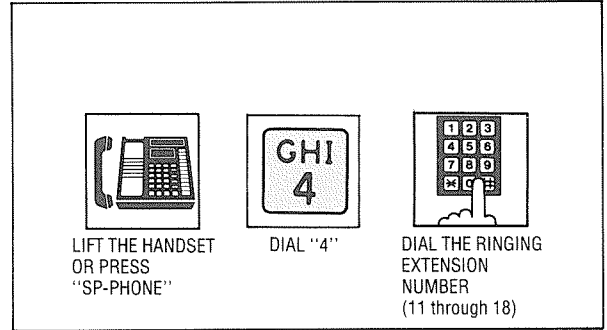 GHI
4
1 2 3
4 5 6
7 8 9
* 0 #
LIFT THE HANDSET
OR PRESS
"SP-PHONE"
DIAL "4"
DIAL THE RINGING
EXTENSION
NUMBER
(11 through 18)